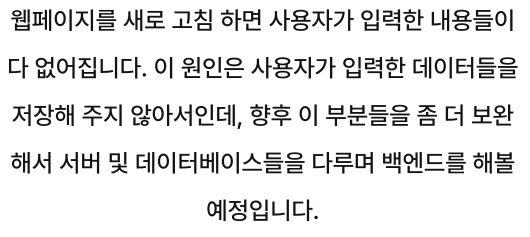 웹페이지를 새로 고침 하면 사용자가 입력한 내용들이
다 없어집니다. 이 원인은 사용자가 입력한 데이터들을
저장해 주지 않아서인데, 향후 이 부분들을 좀 더 보완
해서 서버 및 데이터베이스들을 다루며 백엔드를 해볼
예정입니다.